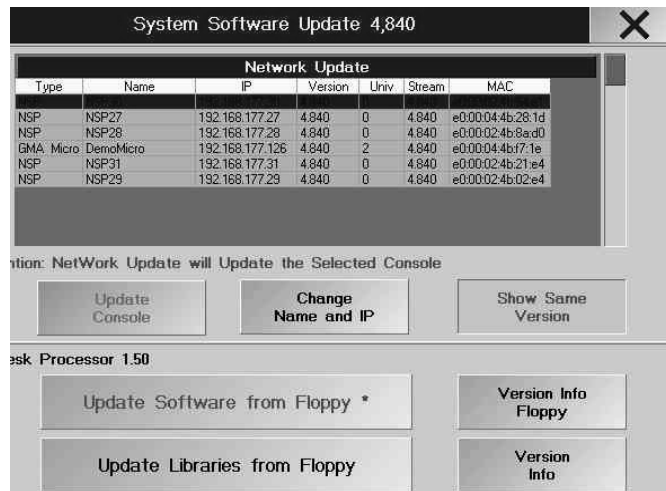 System Software Update 4,840
Network Update
Type Name IP Version Univ Stream MAC
NSP NSP27 192.168.177.27 4.840 0 4.840 e0:00:04:4b:28:1d
NSP NSP28 192.168.177.28 4.840 0 4.840 e0:00:02:4b:8a:d0
GMA Micro DemoMicro 192.168.177.126 4.840 2 4.840 e0:00:04:4b:f7:1e
NSP NSP31 192.168.177.31 4.840 0 4.840 e0:00:02:4b:21:e4
NSP NSP29 192.168.177.29 4.840 0 4.840 e0:00:02:4b:02:e4
ntion: NetWork Update will Update the Selected Console
Update Console
Change Name and IP
Show Same Version
esk Processor 1.50
Update Software from Floppy *
Version Info Floppy
Update Libraries from Floppy
Version Info